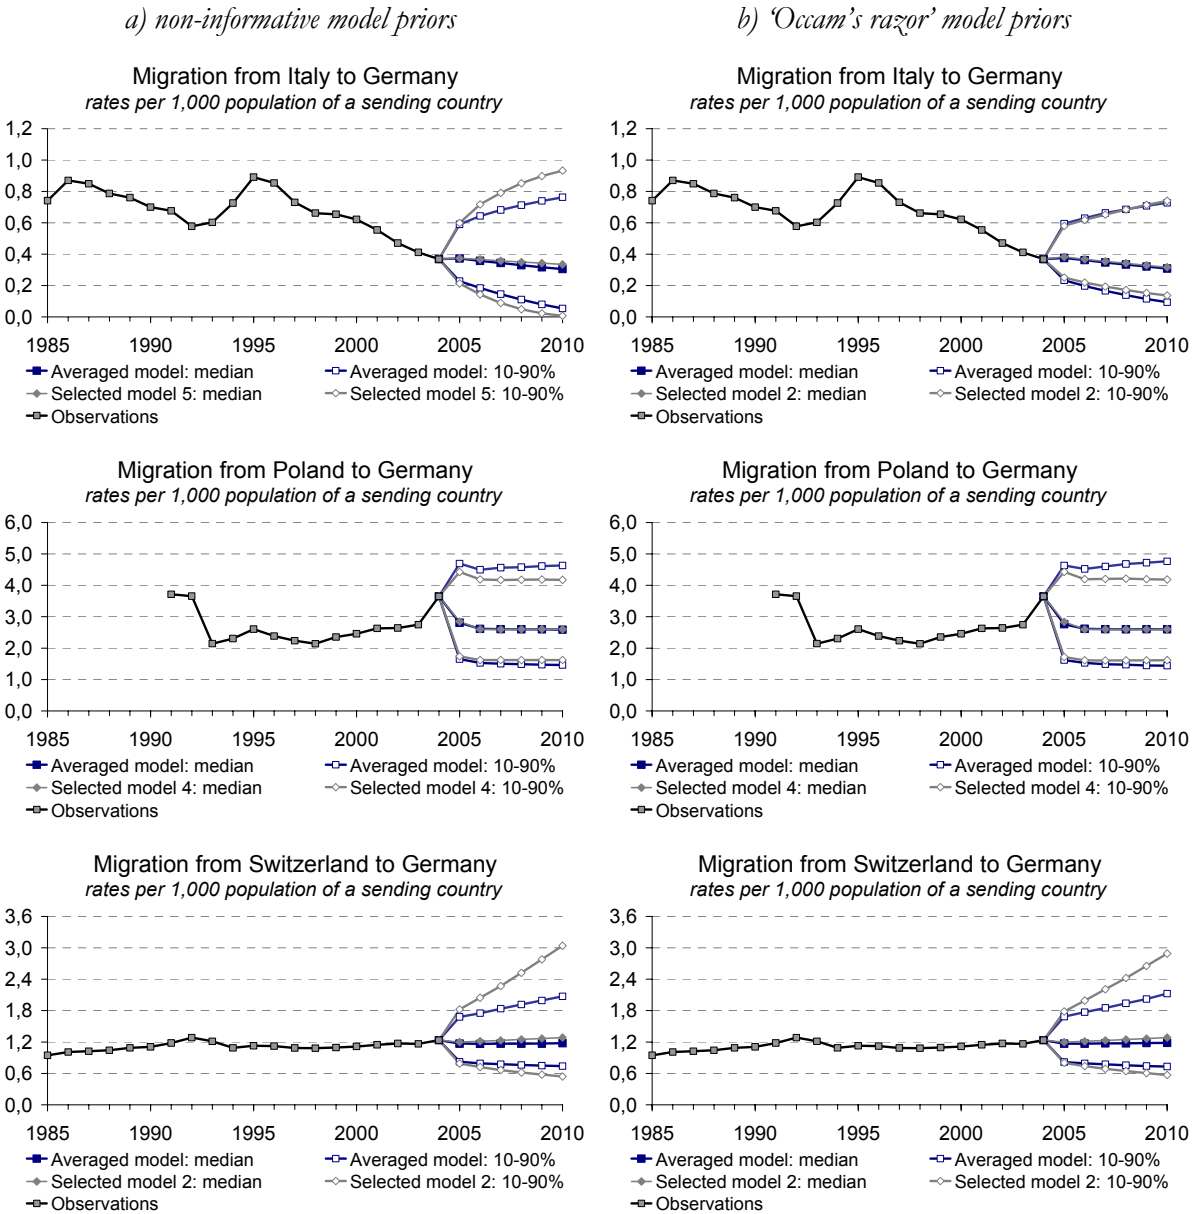 a) non-informative model priors
b) ‘Occam’s razor’ model priors
Migration from Italy to Germany
rates per 1,000 population of a sending country
1,2
1,0
0,8
0,6
0,4
0,2
0,0
1985 1990 1995 2000 2005 2010
Averaged model: median Averaged model: 10-90%
Selected model 5: median Selected model 5: 10-90%
Observations
Migration from Italy to Germany
rates per 1,000 population of a sending country
1,2
1,0
0,8
0,6
0,4
0,2
0,0
1985 1990 1995 2000 2005 2010
Averaged model: median Averaged model: 10-90%
Selected model 2: median Selected model 2: 10-90%
Observations
Migration from Poland to Germany
rates per 1,000 population of a sending country
6,0
5,0
4,0
3,0
2,0
1,0
0,0
1985 1990 1995 2000 2005 2010
Averaged model: median Averaged model: 10-90%
Selected model 4: median Selected model 4: 10-90%
Observations
Migration from Poland to Germany
rates per 1,000 population of a sending country
6,0
5,0
4,0
3,0
2,0
1,0
0,0
1985 1990 1995 2000 2005 2010
Averaged model: median Averaged model: 10-90%
Selected model 4: median Selected model 4: 10-90%
Observations
Migration from Switzerland to Germany
rates per 1,000 population of a sending country
3,6
3,0
2,4
1,8
1,2
0,6
0,0
1985 1990 1995 2000 2005 2010
Averaged model: median Averaged model: 10-90%
Selected model 2: median Selected model 2: 10-90%
Observations
Migration from Switzerland to Germany
rates per 1,000 population of a sending country
3,6
3,0
2,4
1,8
1,2
0,6
0,0
1985 1990 1995 2000 2005 2010
Averaged model: median Averaged model: 10-90%
Selected model 2: median Selected model 2: 10-90%
Observations